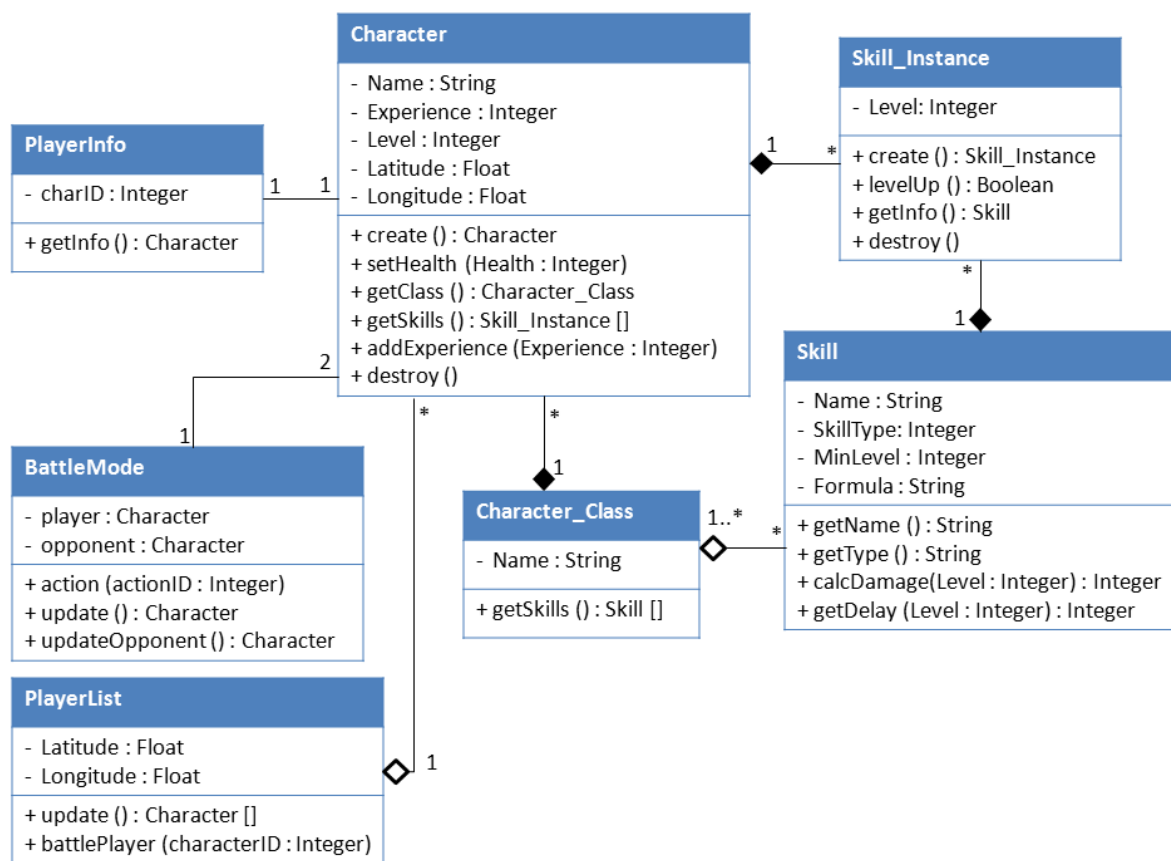 Character
- Name : String
- Experience : Integer
- Level : Integer
- Latitude : Float
- Longitude : Float
+ create () : Character
+ setHealth (Health : Integer)
+ getClass () : Character_Class
+ getSkills () : Skill_Instance []
+ addExperience (Experience : Integer)
+ destroy ()
Skill_Instance
- Level: Integer
+ create () : Skill_Instance
+ levelUp () : Boolean
+ getInfo () : Skill
+ destroy ()
1
*
PlayerInfo
- charID : Integer
+ getInfo () : Character
1
1
2
1
*
*
1
*
1
BattleMode
- player : Character
- opponent : Character
+ action (actionID : Integer)
+ update () : Character
+ updateOpponent () : Character
Character_Class
- Name : String
+ getSkills () : Skill []
1..*
*
Skill
- Name : String
- SkillType: Integer
- MinLevel : Integer
- Formula : String
+ getName () : String
+ getType () : String
+ calcDamage(Level : Integer) : Integer
+ getDelay (Level : Integer) : Integer
PlayerList
- Latitude : Float
- Longitude : Float
+ update () : Character []
+ battlePlayer (characterID : Integer)
1